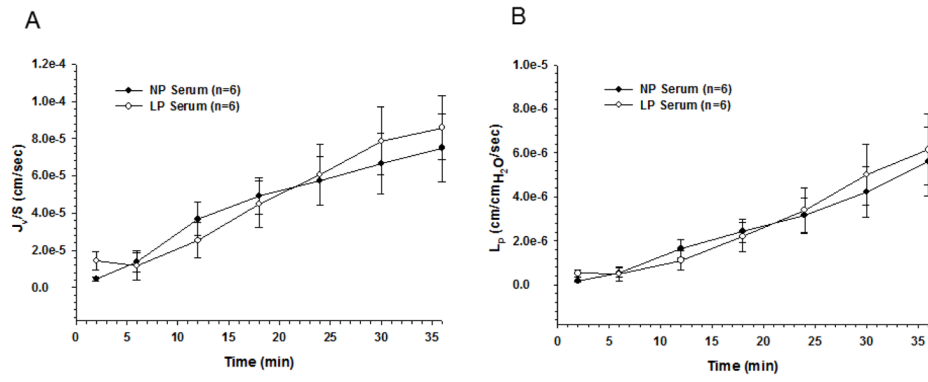 A
1.2e-4
1.0e-4
8.0e-5
6.0e-5
4.0e-5
2.0e-5
0.0
Jv/S (cm/sec)
NP Serum (n=6)
LP Serum (n=6)
0 5 10 15 20 25 30 35
Time (min)
B
1.0e-5
8.0e-6
6.0e-6
4.0e-6
2.0e-6
0.0
Lp (cm/cmH2O/sec)
NP Serum (n=6)
LP Serum (n=6)
0 5 10 15 20 25 30 35
Time (min)